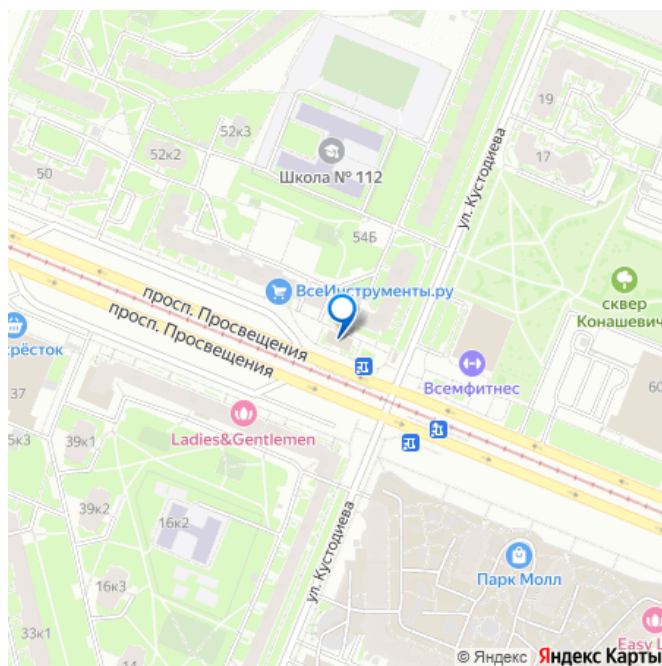 19
52к3
52к2
17
50
Школа № 112
ул. Кустодиева
54Б
просп. Просвещения
ВсеИнструменты.ру
просп. Просвещения
сквер
Конашевич
крёсток
Всемфитнес
60
37
Ladies&Gentlemen
5к3
39к1
39к2
16к2
ул. Кустодиева
Парк Молл
16к3
Easy L
33к1
14
© Яндекс Яндекс Карты